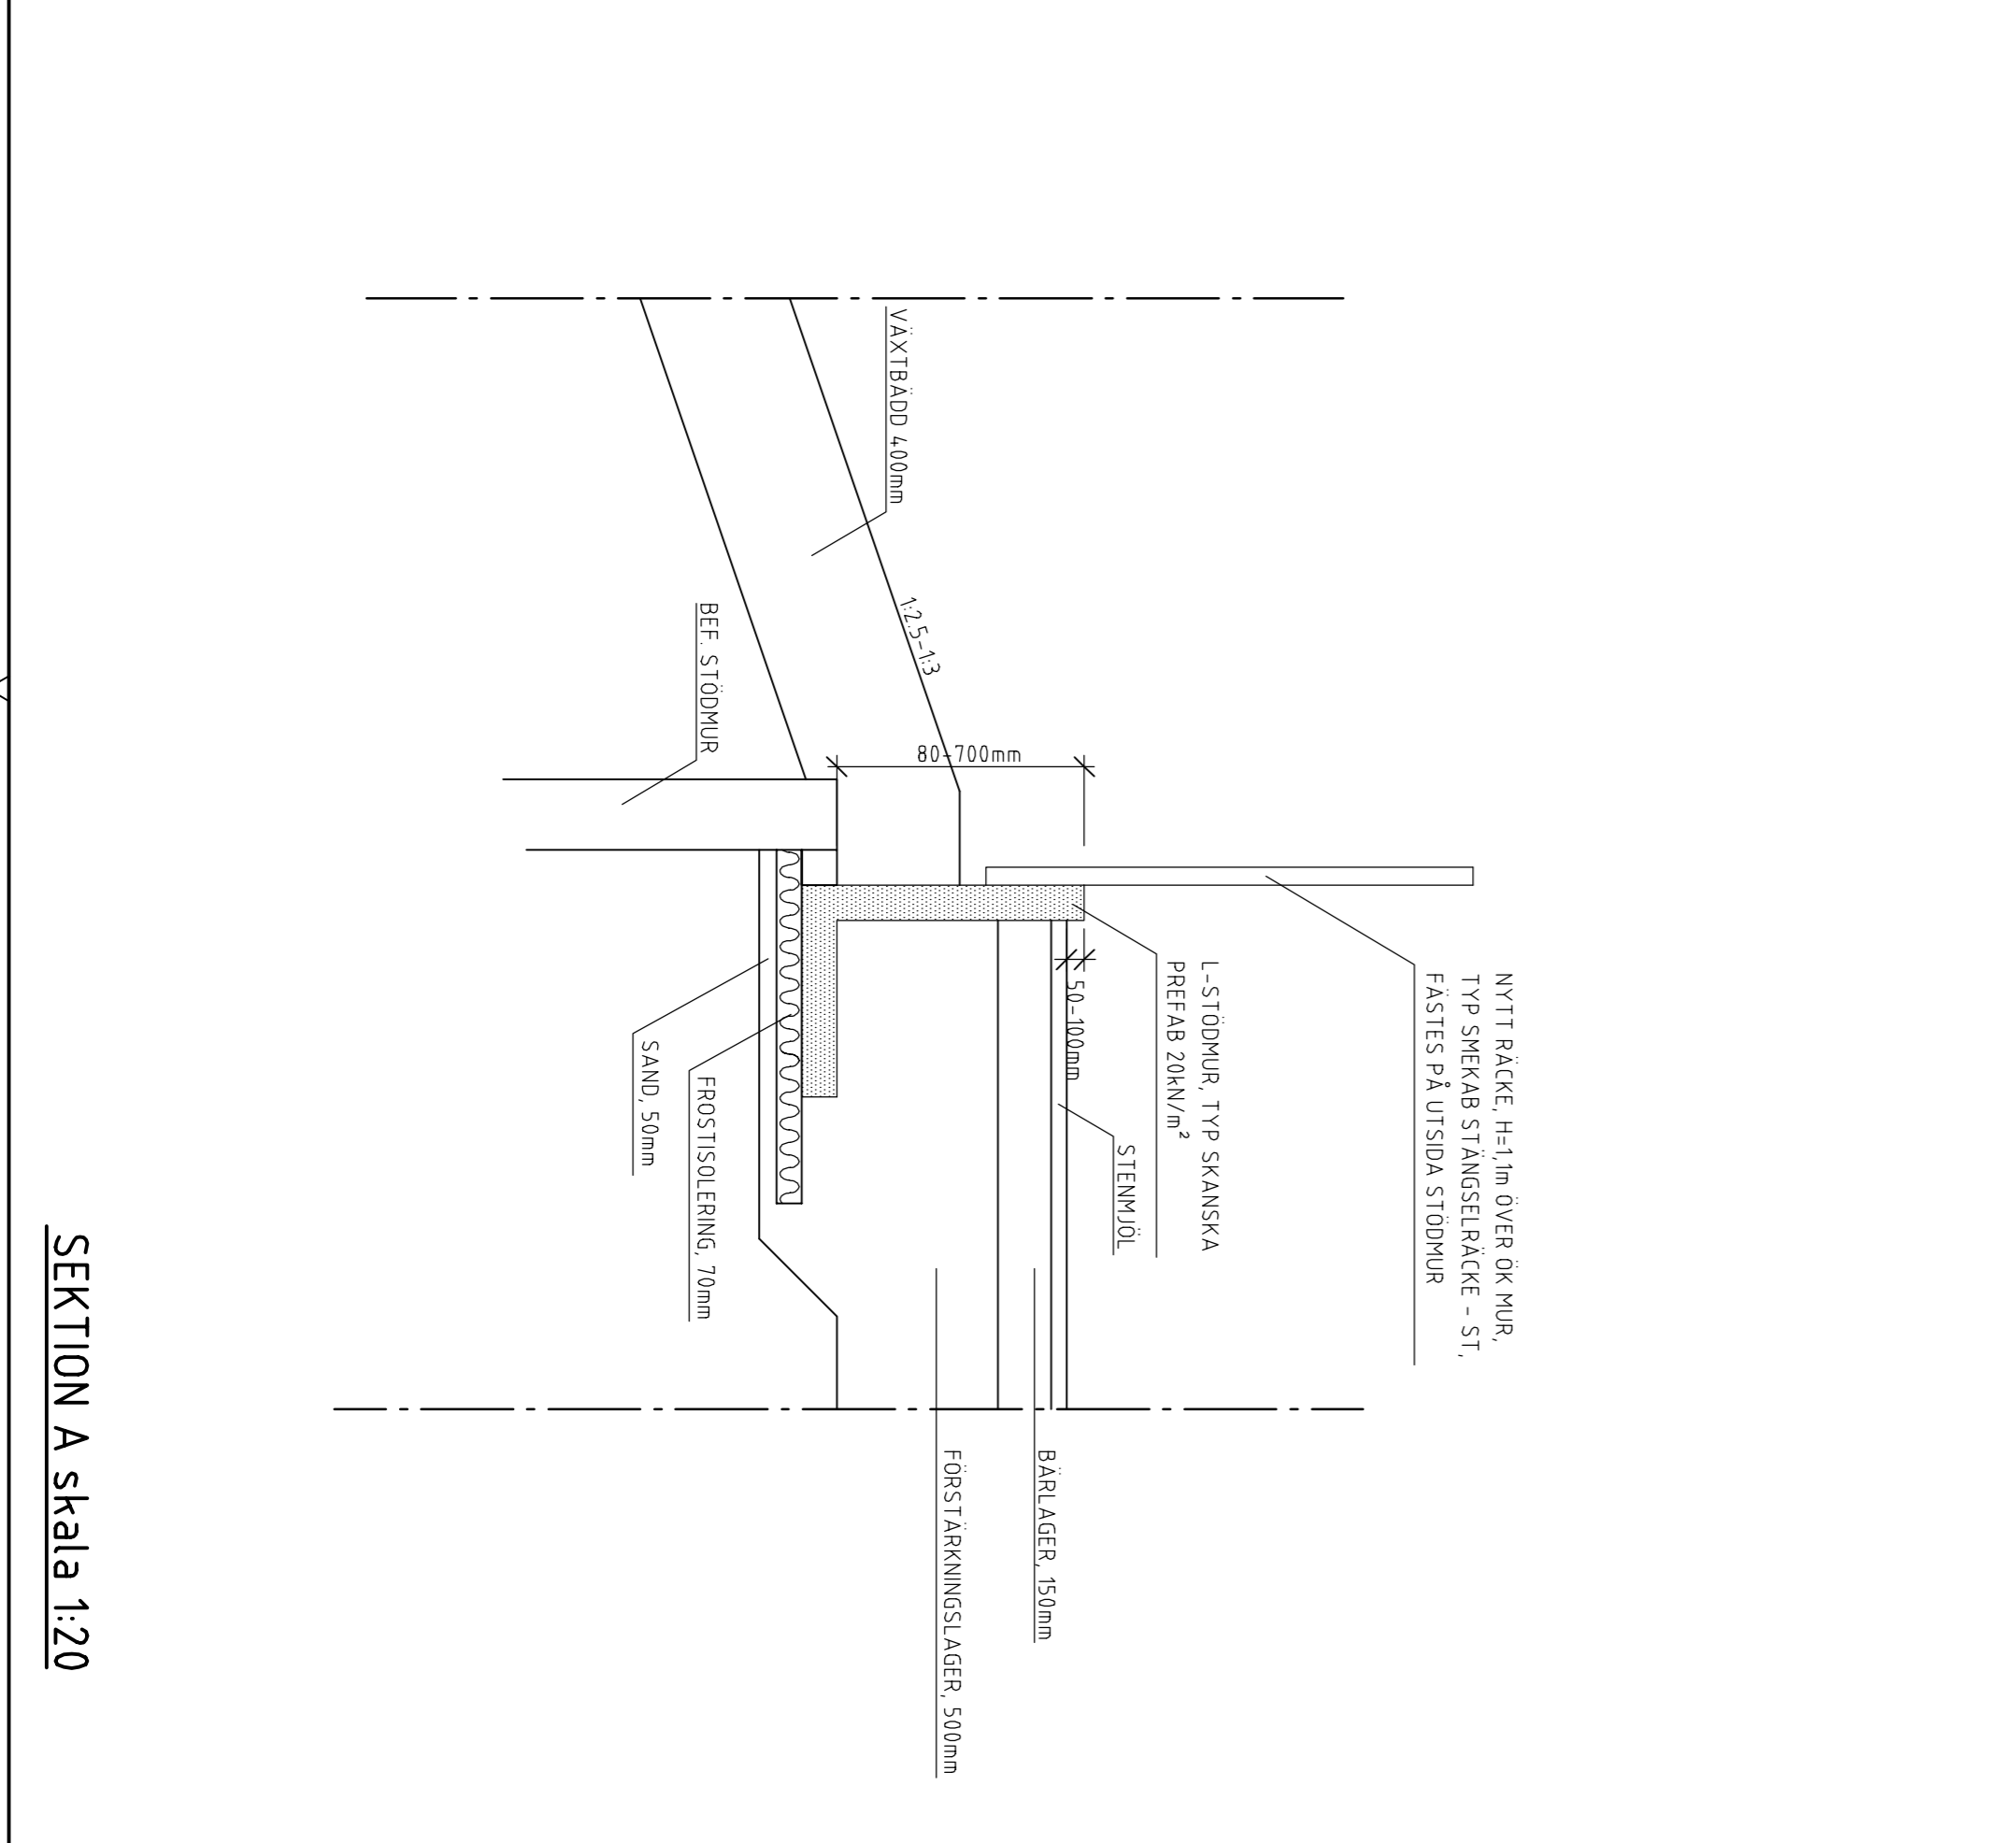 NYTT RÄCKE, H=1,1m ÖVER ÖK MUR,
TYP SMEKAB STÄNGSELRÄCKE - ST,
FÄSTES PÅ UTSIDA STÖDMUR
L-STÖDMUR, TYP SKANSKA
PREFAB 20kN/m²
STENMJÖL
50-100mm
BÄRLAGER, 150mm
FÖRSTÄRKNINGSLAGER, 500mm
80-700mm
1:2.5-1:3
VÄXTBÄDD 400mm
BEF. STÖDMUR
FROSTISOLERING, 70mm
SAND, 50mm
SEKTION A skala 1:20